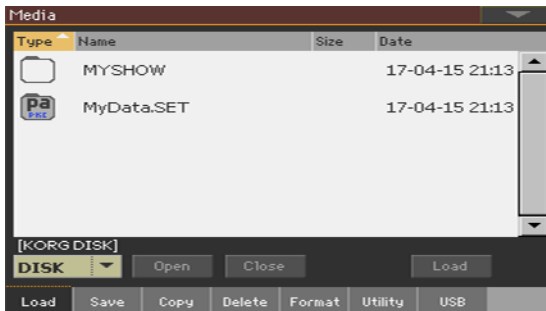 Media
Type Name Size Date
MYSHOW 17-04-15 21:13
Pa
PKG
MyData.SET 17-04-15 21:13
[KORG DISK]
DISK Open Close Load
Load Save Copy Delete Format Utility USB